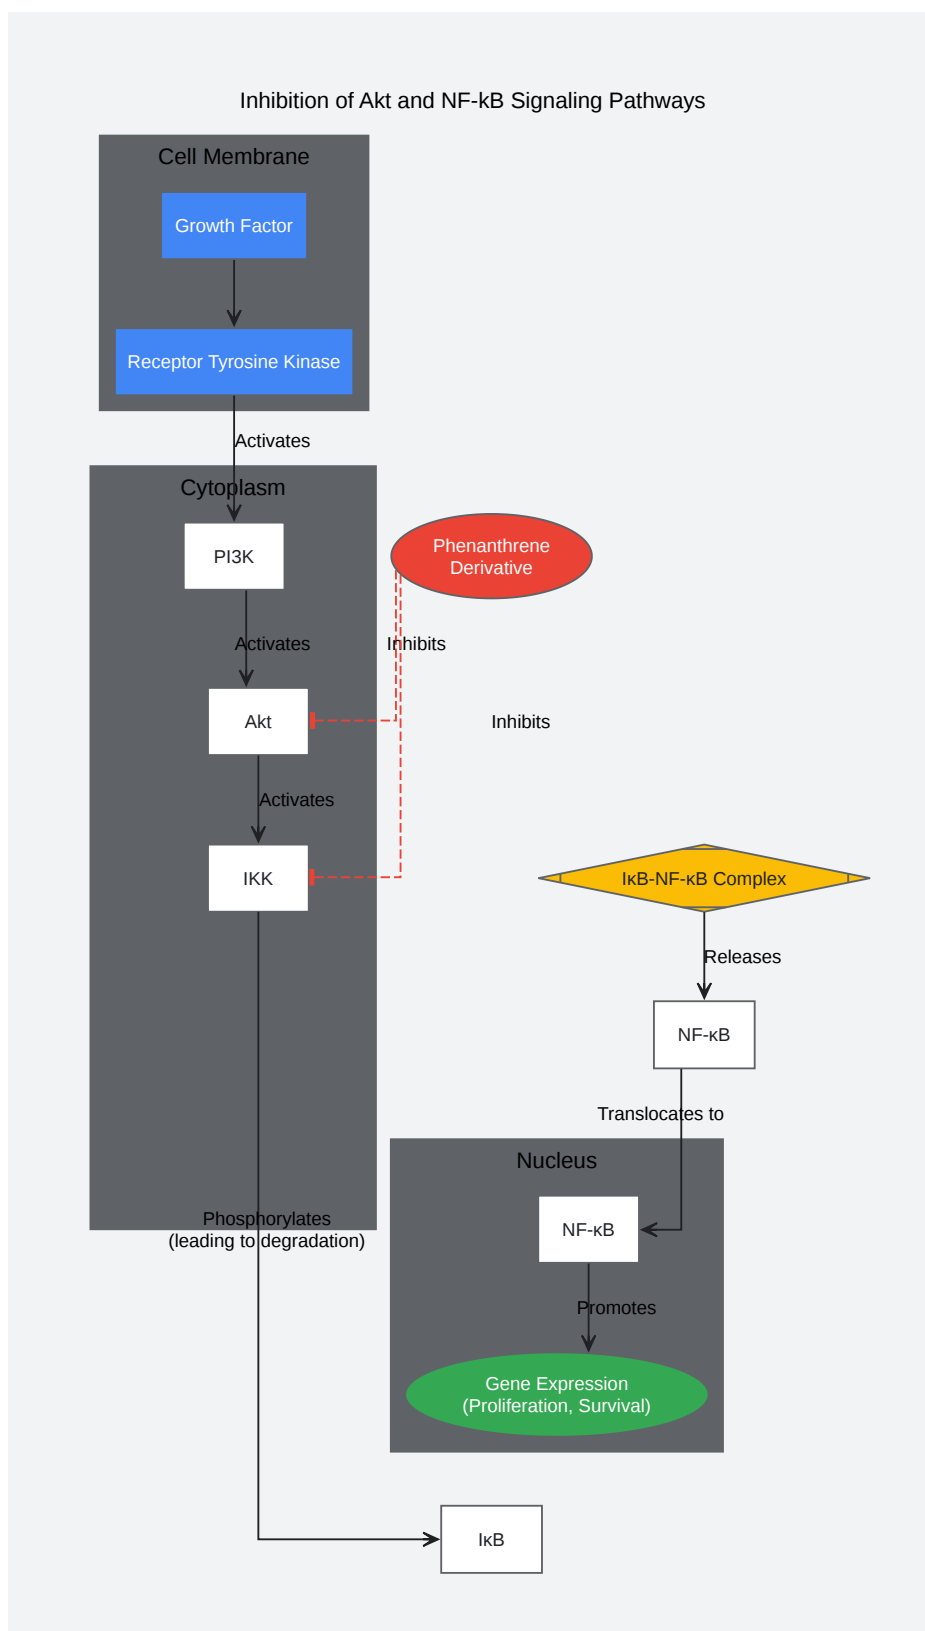 Inhibition of Akt and NF-kB Signaling Pathways
Cell Membrane
Growth Factor
Receptor Tyrosine Kinase
Activates
Cytoplasm
PI3K
Phenanthrene
Derivative
Activates
Inhibits
Akt
Inhibits
Activates
IKK
IκB-NF-κB Complex
Releases
NF-κB
Translocates to
Nucleus
Phosphorylates
(leading to degradation)
NF-κB
Promotes
Gene Expression
(Proliferation, Survival)
IκB